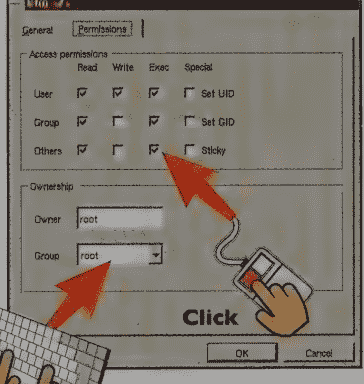 General Permissions
Access permissions
Read Write Exec Special
User Set UID
Group Set GID
Others Sticky
Ownership
Owner root
Group root
Click
OK Cancel